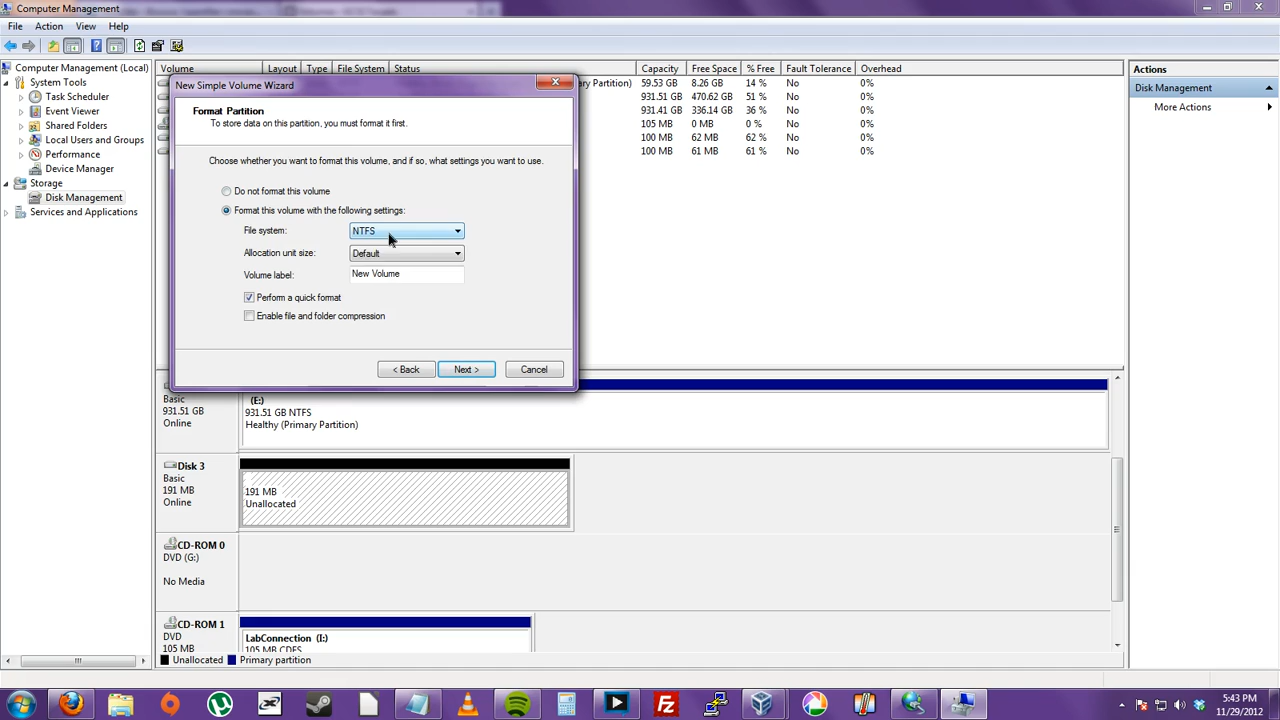 Computer Management
File Action View Help
Computer Management (Local)
System Tools
Task Scheduler
Event Viewer
Shared Folders
Local Users and Groups
Performance
Device Manager
Storage
Disk Management
Services and Applications
Volume Layout Type File System Status Capacity Free Space % Free Fault Tolerance Overhead
ary Partition) 59.53 GB 8.26 GB 14 % No 0%
931.51 GB 470.62 GB 51 % No 0%
931.41 GB 336.14 GB 36 % No 0%
105 MB 0 MB 0 % No 0%
100 MB 62 MB 62 % No 0%
100 MB 61 MB 61 % No 0%
Actions
Disk Management
More Actions
New Simple Volume Wizard
Format Partition
To store data on this partition, you must format it first.
Choose whether you want to format this volume, and if so, what settings you want to use.
Do not format this volume
Format this volume with the following settings:
File system: NTFS
Allocation unit size: Default
Volume label: New Volume
Perform a quick format
Enable file and folder compression
< Back Next > Cancel
Basic
931.51 GB
Online
(E:)
931.51 GB NTFS
Healthy (Primary Partition)
Disk 3
Basic
191 MB
Online
191 MB
Unallocated
CD-ROM 0
DVD (G:)
No Media
CD-ROM 1
DVD
105 MB
LabConnection (I:)
105 MB CDFS
Unallocated Primary partition
5:43 PM
11/29/2012